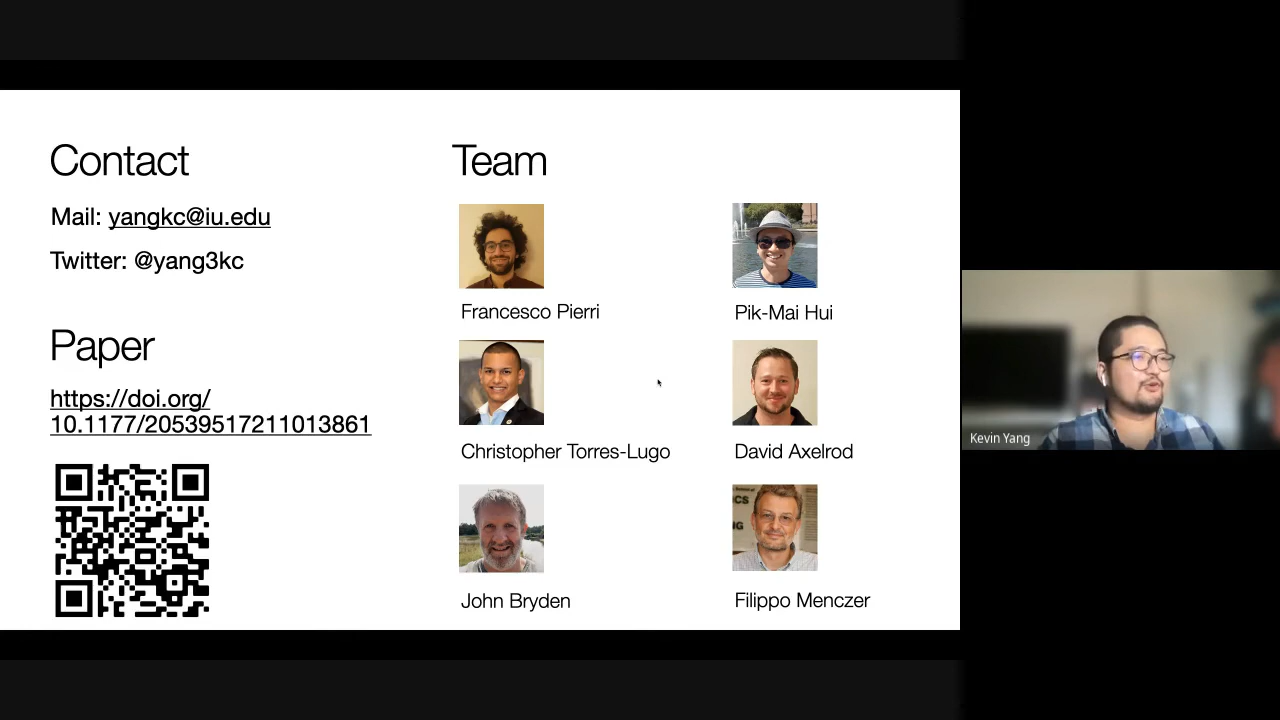 Contact
Mail: yangkc@iu.edu
Twitter: @yang3kc
Paper
https://doi.org/
10.1177/20539517211013861
Team
Francesco Pierri
Pik-Mai Hui
Christopher Torres-Lugo
David Axelrod
John Bryden
Filippo Menczer
Kevin Yang